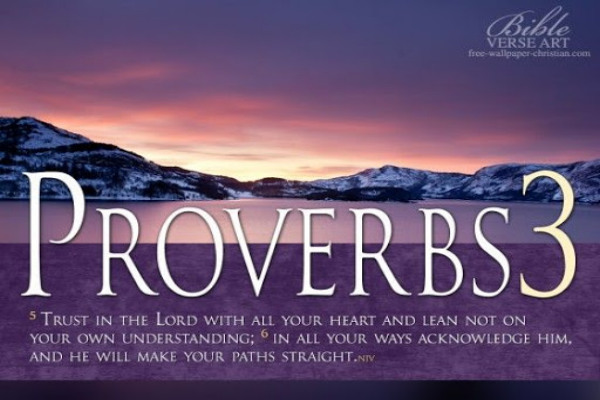 Bible
VERSE ART
free-wallpaper-christian.com
PROVERBS 3
5 TRUST IN THE LORD WITH ALL YOUR HEART AND LEAN NOT ON
YOUR OWN UNDERSTANDING; 6 IN ALL YOUR WAYS ACKNOWLEDGE HIM,
AND HE WILL MAKE YOUR PATHS STRAIGHT.NIV